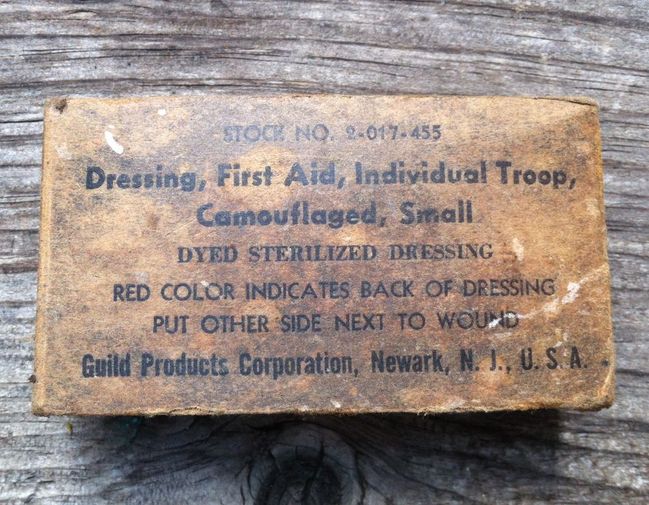 STOCK NO. 2-017-455
Dressing, First Aid, Individual Troop,
Camouflaged, Small
DYED STERILIZED DRESSING
RED COLOR INDICATES BACK OF DRESSING
PUT OTHER SIDE NEXT TO WOUND
Guild Products Corporation, Newark, N. J., U. S. A.